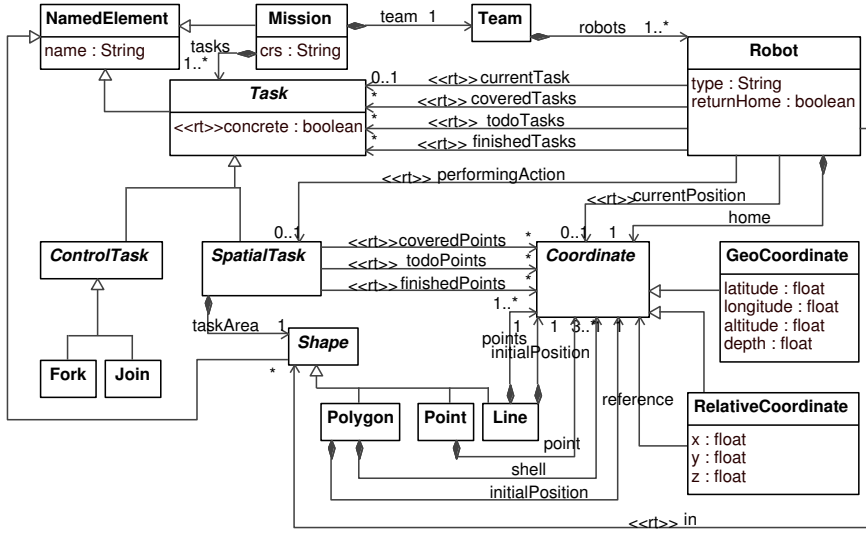 NamedElement
name : String
Mission
crs : String
team 1
Team
robots 1..*
tasks
1..*
Robot
type : String
returnHome : boolean
Task
<<rt>>concrete : boolean
0..1
<<rt>> currentTask
*
<<rt>> coveredTasks
*
<<rt>> todoTasks
*
<<rt>> finishedTasks
<<rt>> performingAction
0..1
<<rt>>currentPosition
0..1
home
1
ControlTask
SpatialTask
<<rt>>coveredPoints *
<<rt>> todoPoints *
<<rt>> finishedPoints *
Coordinate
GeoCoordinate
latitude : float
longitude : float
altitude : float
depth : float
taskArea 1
Shape
*
Fork
Join
1..*
points
1
initialPosition
1
3..*
1
1
reference
RelativeCoordinate
x : float
y : float
z : float
Polygon
Point
Line
point
shell
initialPosition
<<rt>> in